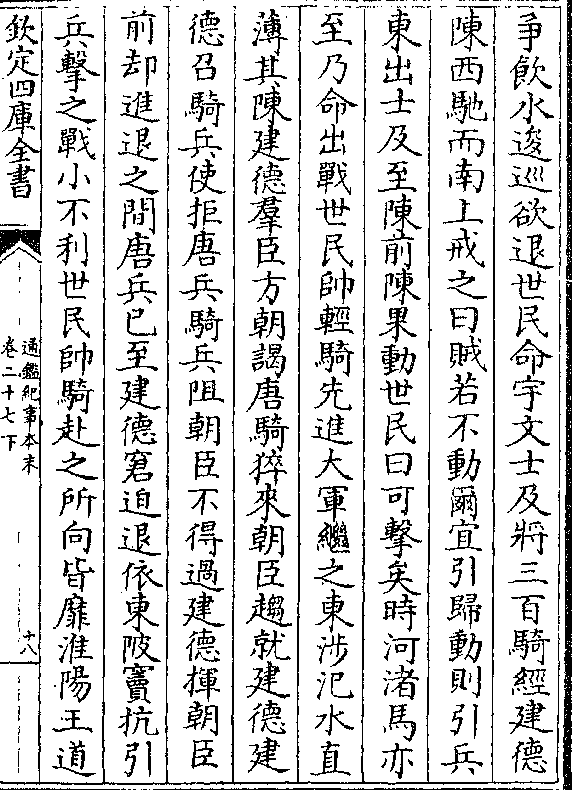 爭飲水逡巡欲退世民命宇文士及將三百騎經建德
陳西馳而南上戒之曰賊若不動爾宜引歸動則引兵
東出士及至陳前陳果動世民曰可擊矣時河渚馬亦
至乃命出戰世民帥輕騎先進大軍繼之東涉汜水直
薄其陳建德羣臣方朝謁唐騎猝來朝臣趨就建德建
德召騎兵使拒唐兵騎兵阻朝臣不得過建德揮朝臣
前却進退之間唐兵已至建德窘迫退依東陂竇抗引
兵擊之戰小不利世民帥騎赴之所向皆靡淮陽王道
欽定四庫全書
通鑑紀事本末
卷二十七下
十八